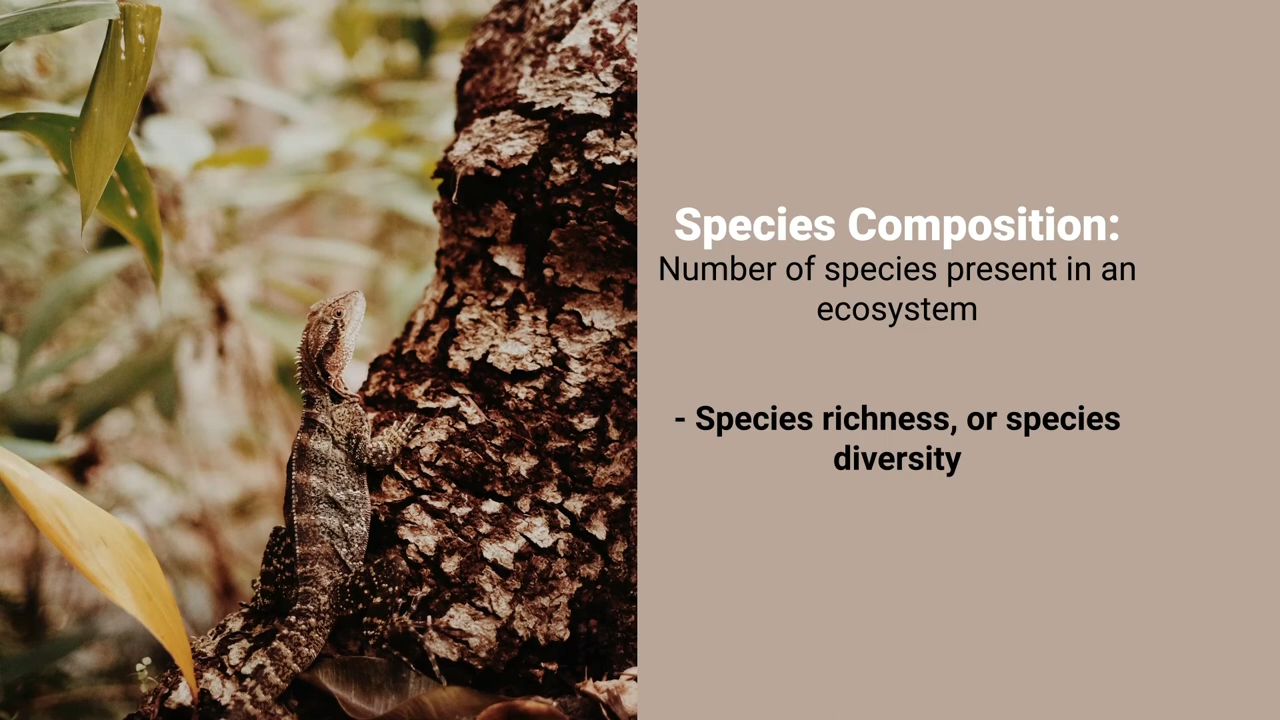 Species Composition:
Number of species present in an
ecosystem
- Species richness, or species
diversity